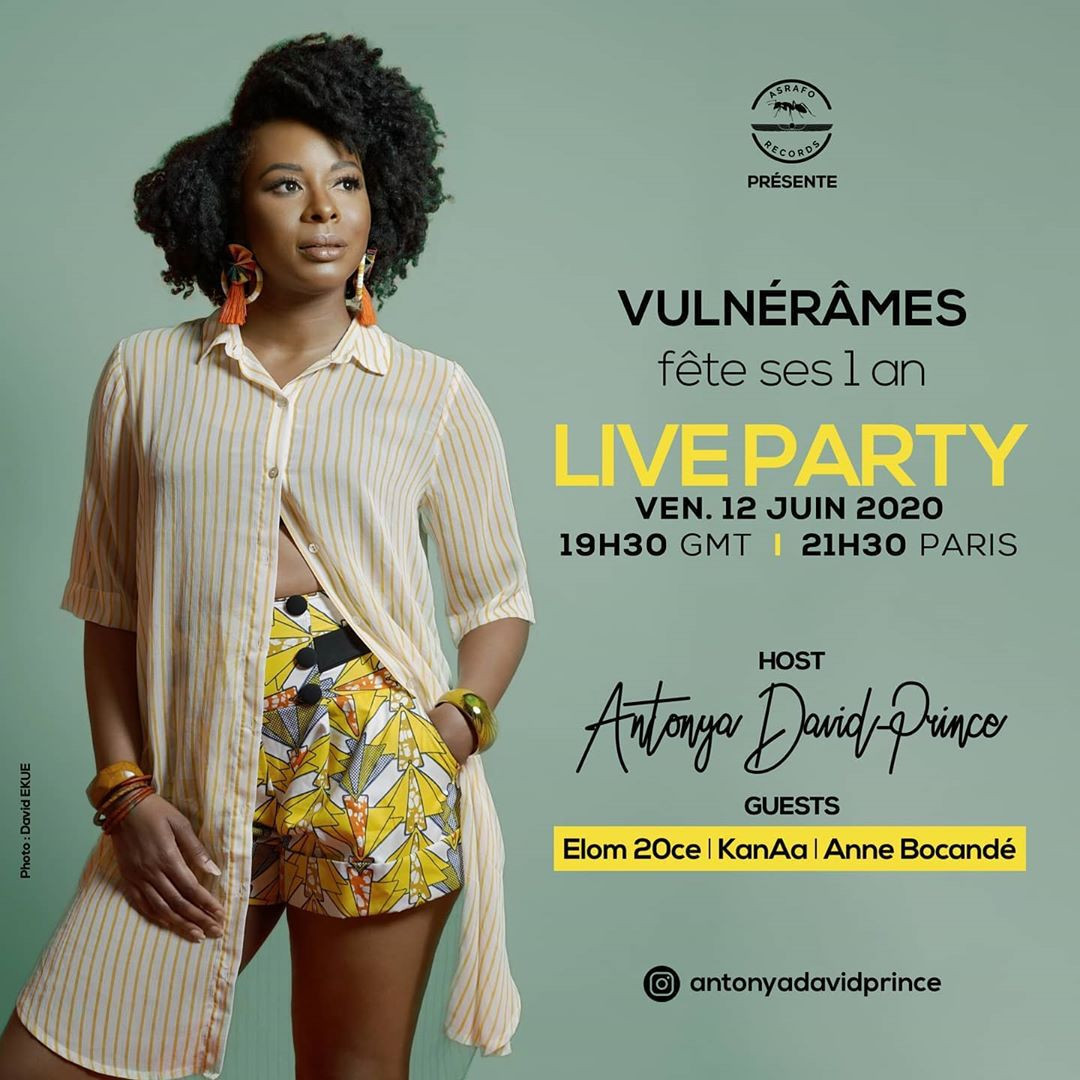 ASRAFO
RECORDS
PRÉSENTE
VULNÉRÂMES
fête ses 1 an
LIVE PARTY
VEN. 12 JUIN 2020
19H30 GMT | 21H30 PARIS
HOST
Antonya David-Prince
GUESTS
Elom 20ce | KanAa | Anne Bocandé
antonyadavidprince
Photo : David EKUE